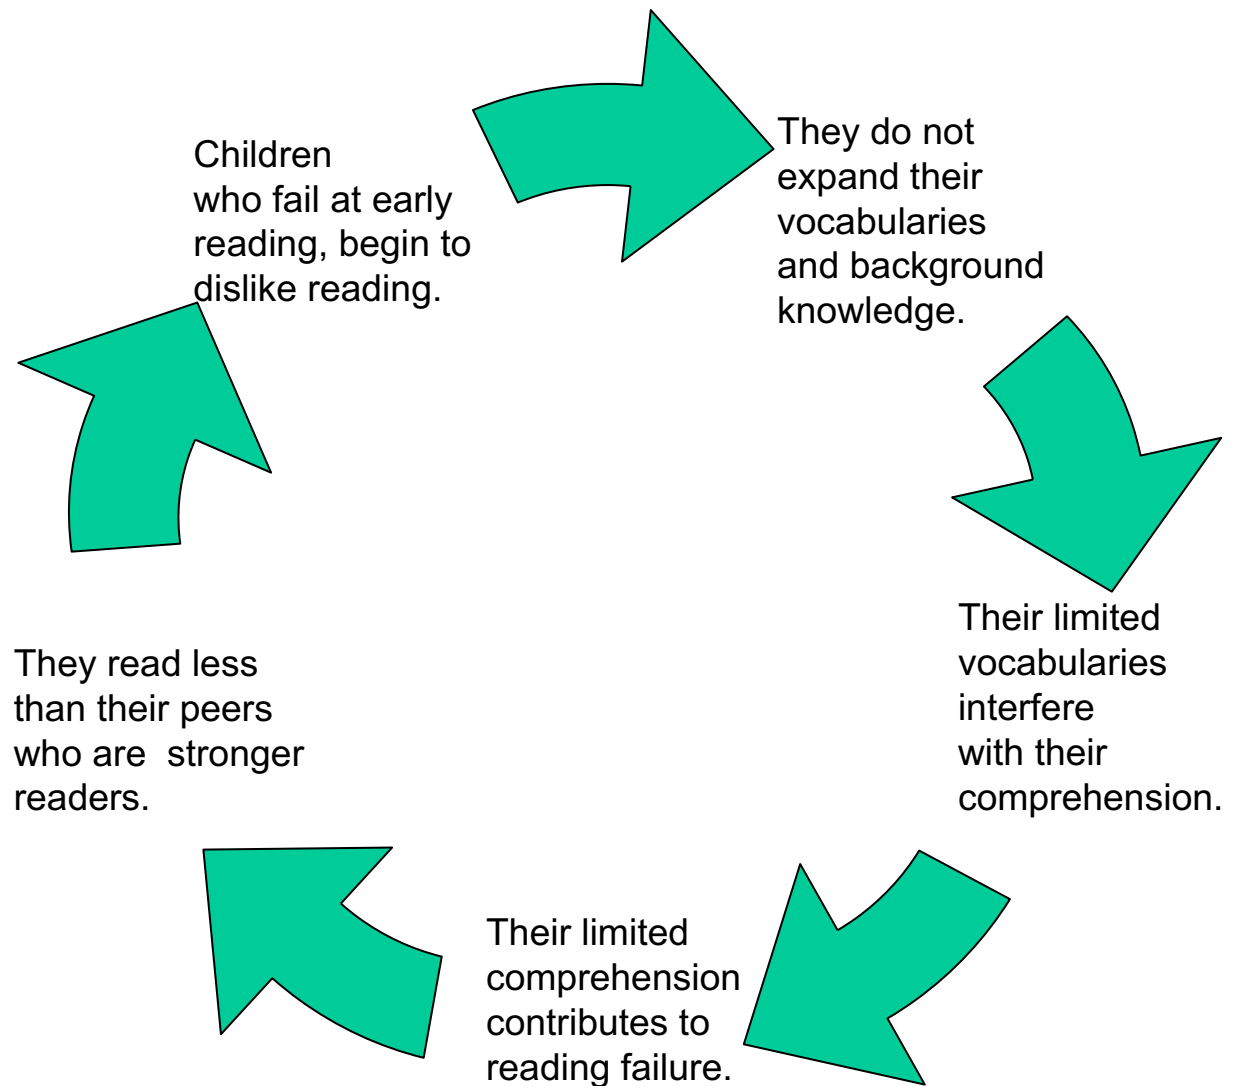 Children
who fail at early
reading, begin to
dislike reading.
They do not
expand their
vocabularies
and background
knowledge.
Their limited
vocabularies
interfere
with their
comprehension.
Their limited
comprehension
contributes to
reading failure.
They read less
than their peers
who are  stronger
readers.